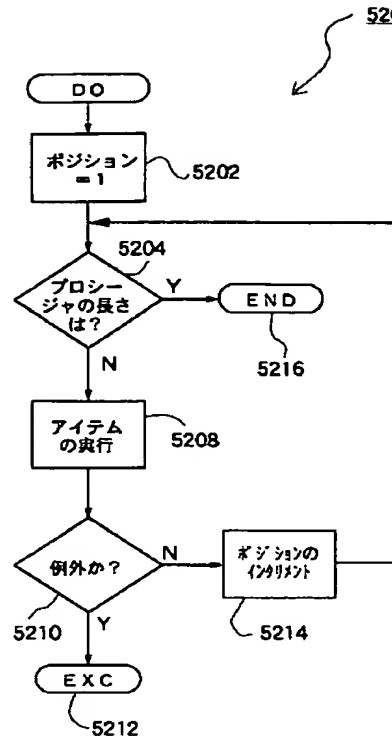 520
DO
ポジション
=1
5202
5204
プロシー
ジャの長さ
は?
Y
END
5216
N
アイテム
の実行
5208
例外か?
N
ポジションの
インクリメント
5210
Y
5214
EXC
5212